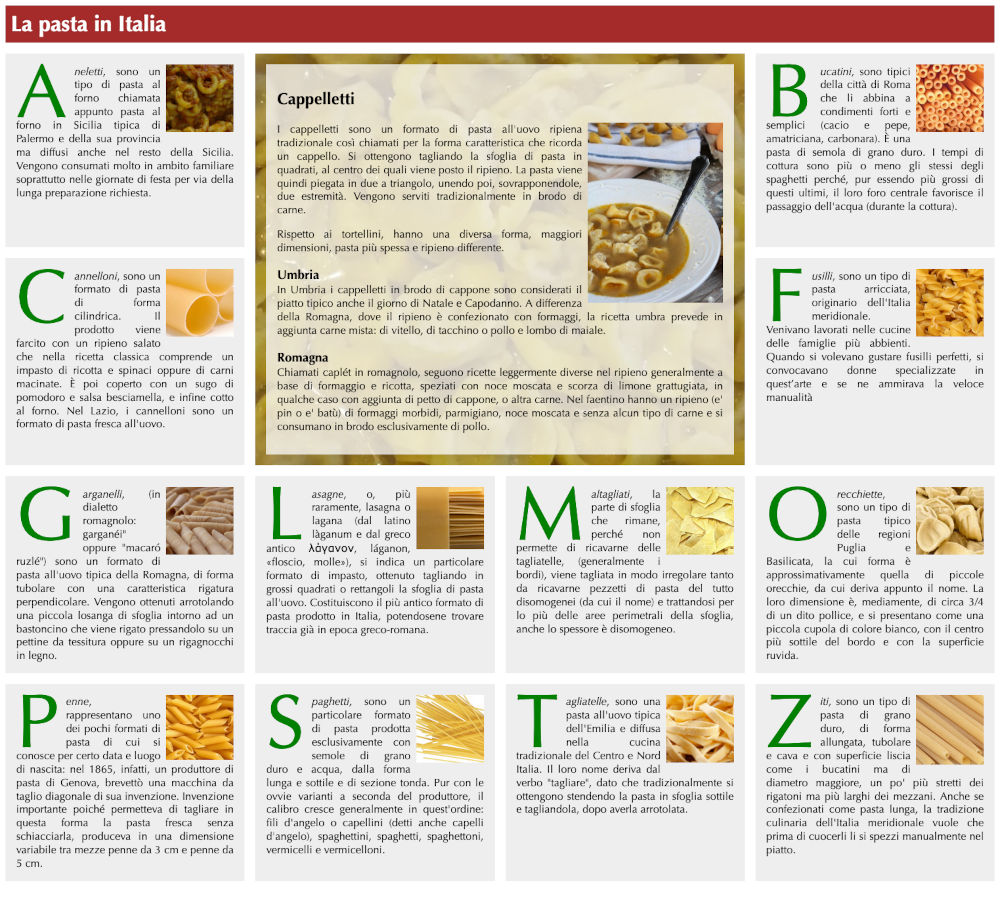 La pasta in Italia
Aneletti, sono un
tipo di pasta al
forno chiamata
appunto pasta al
forno in Sicilia tipica di
Palermo e della sua provincia
ma diffusi anche nel resto della Sicilia.
Vengono consumati molto in ambito familiare
soprattutto nelle giornate di festa per via della
lunga preparazione richiesta.
Cappelletti
I cappelletti sono un formato di pasta all'uovo ripiena
tradizionale così chiamati per la forma caratteristica che ricorda
un cappello. Si ottengono tagliando la sfoglia di pasta in
quadrati, al centro dei quali viene posto il ripieno. La pasta viene
quindi piegata in due a triangolo, unendo poi, sovrapponendole,
due estremità. Vengono serviti tradizionalmente in brodo di
carne.
Rispetto ai tortellini, hanno una diversa forma, maggiori
dimensioni, pasta più spessa e ripieno differente.
Umbria
In Umbria i cappelletti in brodo di cappone sono considerati il
piatto tipico anche il giorno di Natale e Capodanno. A differenza
della Romagna, dove il ripieno è confezionato con formaggi, la ricetta umbra prevede in
aggiunta carne mista: di vitello, di tacchino o pollo e lombo di maiale.
Romagna
Chiamati caplét in romagnolo, seguono ricette leggermente diverse nel ripieno generalmente a
base di formaggio e ricotta, speziati con noce moscata e scorza di limone grattugiata, in
qualche caso con aggiunta di petto di cappone, o altra carne. Nel faentino hanno un ripieno (e'
pin o e' batù) di formaggi morbidi, parmigiano, noce moscata e senza alcun tipo di carne e si
consumano in brodo esclusivamente di pollo.
Bucatini, sono tipici
della città di Roma
che li abbina a
condimenti forti e
semplici (cacio e pepe,
amatriciana, carbonara). È una
pasta di semola di grano duro. I tempi di
cottura sono più o meno gli stessi degli
spaghetti perché, pur essendo più grossi di
questi ultimi, il loro foro centrale favorisce il
passaggio dell'acqua (durante la cottura).
Cannelloni, sono un
formato di pasta
di forma
cilindrica. Il
prodotto viene
farcito con un ripieno salato
che nella ricetta classica comprende un
impasto di ricotta e spinaci oppure di carni
macinate. È poi coperto con un sugo di
pomodoro e salsa besciamella, e infine cotto
al forno. Nel Lazio, i cannelloni sono un
formato di pasta fresca all'uovo.
Fusilli, sono un tipo di
pasta arricciata,
originario dell'Italia
meridionale.
Venivano lavorati nelle cucine
delle famiglie più abbienti.
Quando si volevano gustare fusilli perfetti, si
convocavano donne specializzate in
quest'arte e se ne ammirava la veloce
manualità
Garganelli, (in
dialetto
romagnolo:
garganéi"
oppure "macaró
ruzlé") sono un formato di
pasta all'uovo tipica della Romagna, di forma
tubolare con una caratteristica rigatura
perpendicolare. Vengono ottenuti arrotolando
una piccola losanga di sfoglia intorno ad un
bastoncino che viene rigato pressandolo su un
pettine da tessitura oppure su un rigagnocchi
in legno.
Lasagne, o, più
raramente, lasagna o
lagana (dal latino
làganum e dal greco
antico λάγανον, láganon,
«floscio, molle»), si indica un particolare
formato di impasto, ottenuto tagliando in
grossi quadrati o rettangoli la sfoglia di pasta
all'uovo. Costituiscono il più antico formato di
pasta prodotto in Italia, potendosene trovare
traccia già in epoca greco-romana.
Maltagliati, la
parte di sfoglia
che rimane,
perché non
permette di ricavarne delle
tagliatelle, (generalmente i
bordi), viene tagliata in modo irregolare tanto
da ricavarne pezzetti di pasta del tutto
disomogenei (da cui il nome) e trattandosi per
lo più delle aree perimetrali della sfoglia,
anche lo spessore è disomogeneo.
Orecchiette,
sono un tipo di
pasta tipico
delle regioni
Puglia e
Basilicata, la cui forma è
approssimativamente quella di piccole
orecchie, da cui deriva appunto il nome. La
loro dimensione è, mediamente, di circa 3/4
di un dito pollice, e si presentano come una
piccola cupola di colore bianco, con il centro
più sottile del bordo e con la superficie
ruvida.
Penne,
rappresentano uno
dei pochi formati di
pasta di cui si
conosce per certo data e luogo
di nascita: nel 1865, infatti, un produttore di
pasta di Genova, brevettò una macchina da
taglio diagonale di sua invenzione. Invenzione
importante poiché permetteva di tagliare in
questa forma la pasta fresca senza
schiacciarla, produceva in una dimensione
variabile tra mezze penne da 3 cm e penne da
5 cm.
Spaghetti, sono un
particolare formato
di pasta prodotta
esclusivamente con
semole di grano
duro e acqua, dalla forma
lunga e sottile e di sezione tonda. Pur con le
ovvie varianti a seconda del produttore, il
calibro cresce generalmente in quest'ordine:
fili d'angelo o capellini (detti anche capelli
d'angelo), spaghettini, spaghetti, spaghettoni,
vermicelli e vermicelloni.
Tagliatelle, sono una
pasta all'uovo tipica
dell'Emilia e diffusa
nella cucina
tradizionale del Centro e Nord
Italia. Il loro nome deriva dal
verbo "tagliare", dato che tradizionalmente si
ottengono stendendo la pasta in sfoglia sottile
e tagliandola, dopo averla arrotolata.
Ziti, sono un tipo di
pasta di grano
duro, di forma
allungata, tubolare
e cava e con superficie liscia
come i bucatini ma di
diametro maggiore, un po' più stretti dei
rigatoni ma più larghi dei mezzani. Anche se
confezionati come pasta lunga, la tradizione
culinaria dell'Italia meridionale vuole che
prima di cuocerli li si spezzi manualmente nel
piatto.